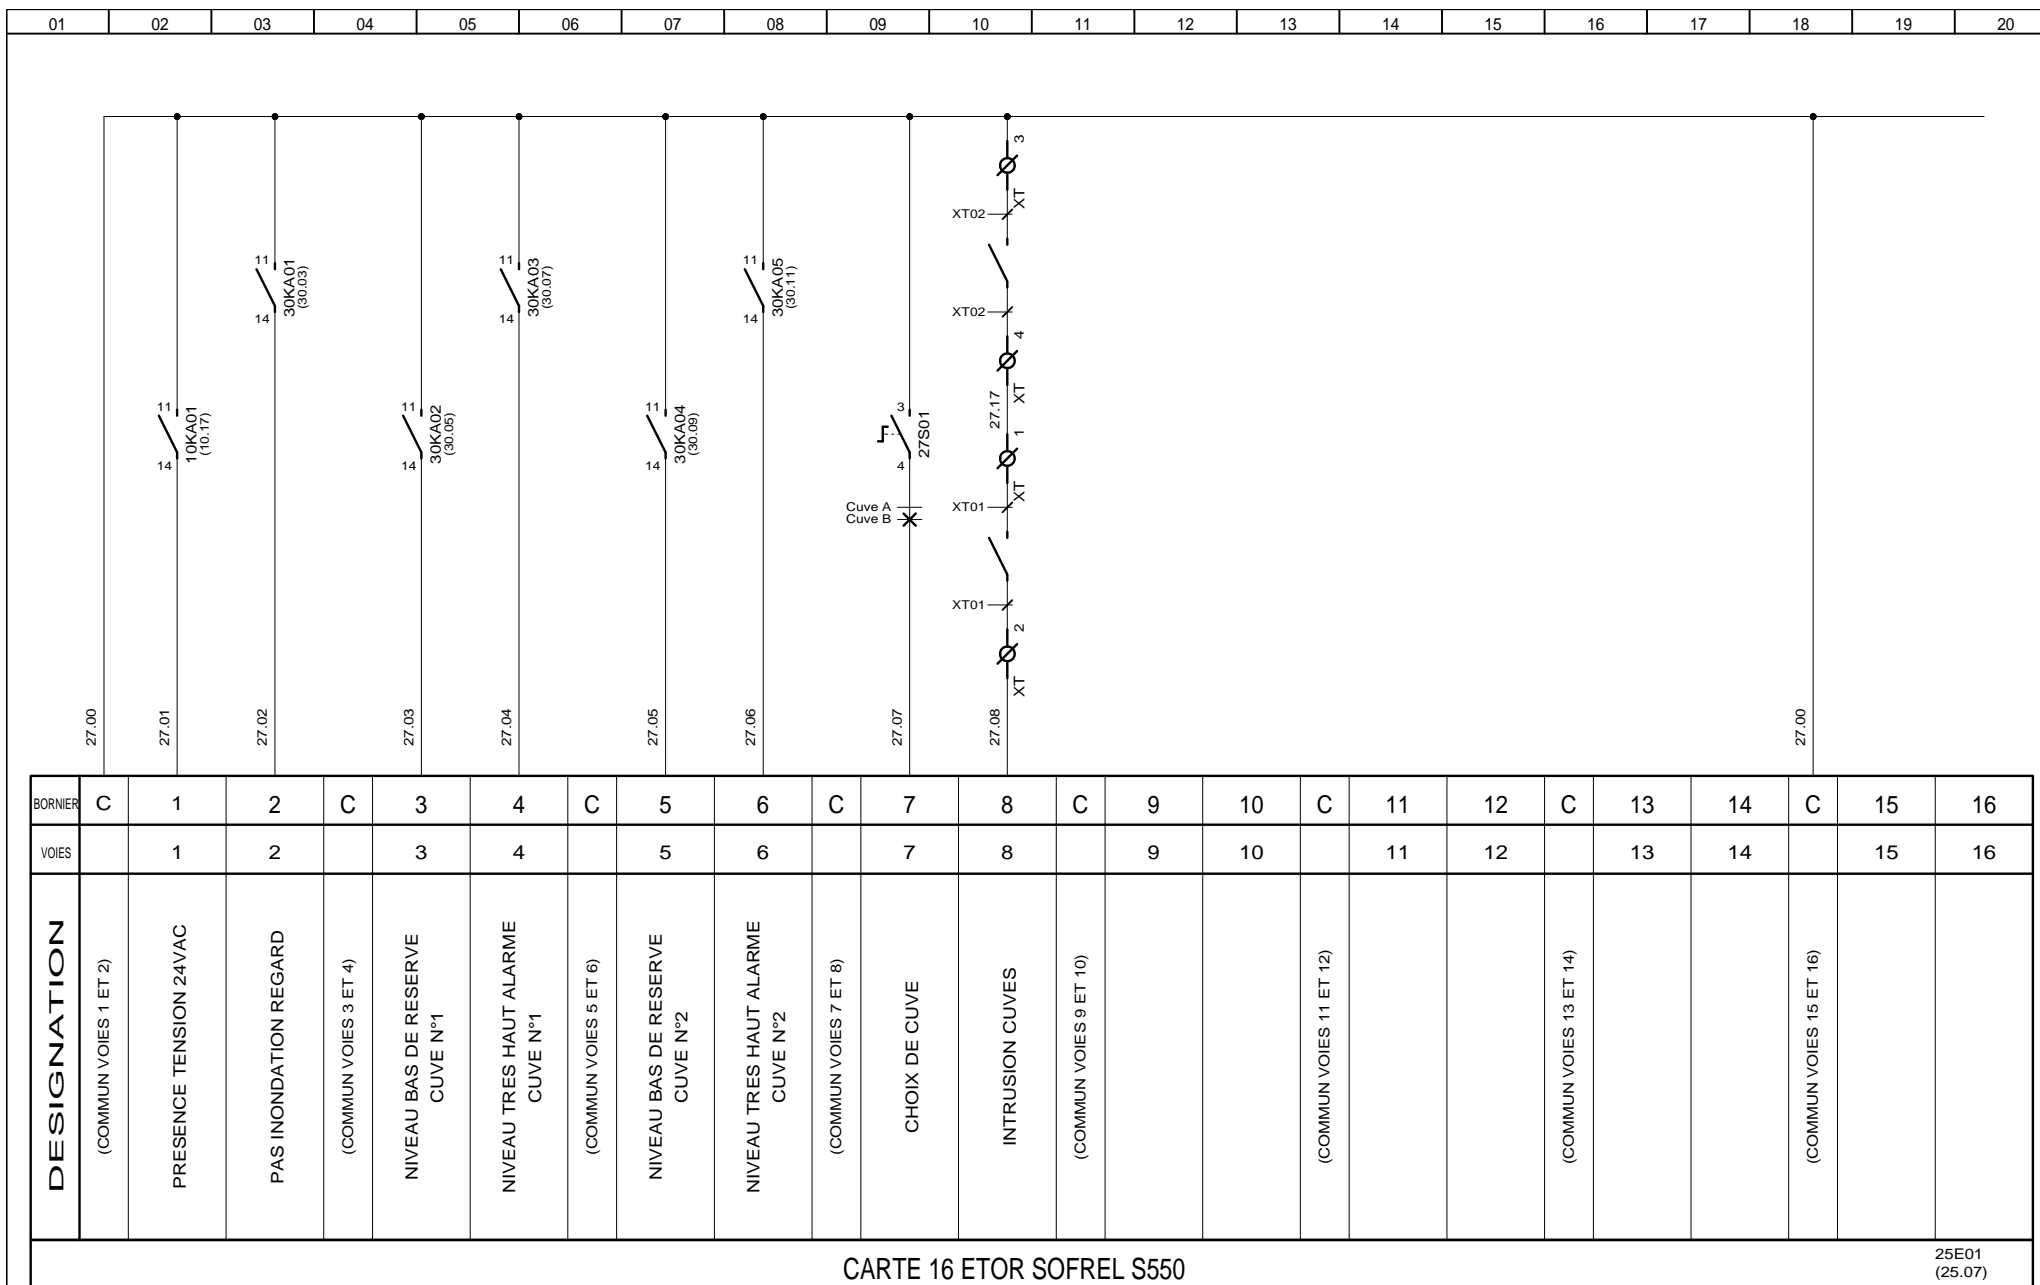 01 02 03 04 05 06 07 08 09 10 11 12 13 14 15 16 17 18 19 20
3
XT
XT02
11
30KA01
(30.03)
14
11
30KA03
(30.07)
14
11
30KA05
(30.11)
14
XT02
4
XT
27.17
11
10KA01
(10.17)
14
11
30KA02
(30.05)
14
11
30KA04
(30.09)
14
3
27S01
4
1
XT
Cuve A
Cuve B
XT01
XT01
2
XT
27.00
27.01
27.02
27.03
27.04
27.05
27.06
27.07
27.08
27.00
BORNIER C 1 2 C 3 4 C 5 6 C 7 8 C 9 10 C 11 12 C 13 14 C 15 16
VOIES 1 2 3 4 5 6 7 8 9 10 11 12 13 14 15 16
DESIGNATION
(COMMUN VOIES 1 ET 2)
PRESENCE TENSION 24VAC
PAS INONDATION REGARD
(COMMUN VOIES 3 ET 4)
NIVEAU BAS DE RESERVE
CUVE N°1
NIVEAU TRES HAUT ALARME
CUVE N°1
(COMMUN VOIES 5 ET 6)
NIVEAU BAS DE RESERVE
CUVE N°2
NIVEAU TRES HAUT ALARME
CUVE N°2
(COMMUN VOIES 7 ET 8)
CHOIX DE CUVE
INTRUSION CUVES
(COMMUN VOIES 9 ET 10)
(COMMUN VOIES 11 ET 12)
(COMMUN VOIES 13 ET 14)
(COMMUN VOIES 15 ET 16)
CARTE 16 ETOR SOFREL S550
25E01
(25.07)